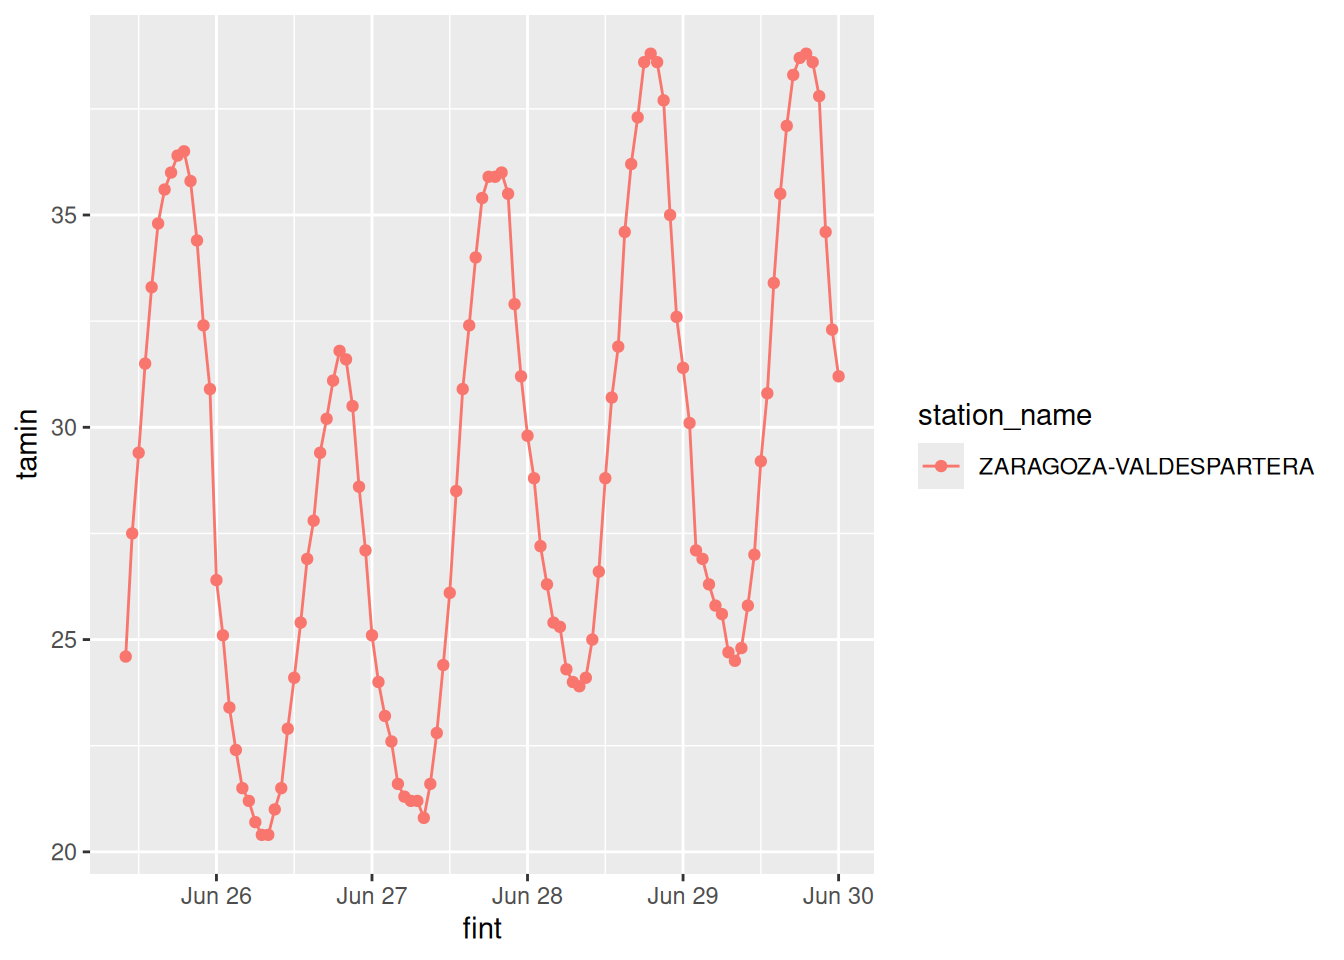 35
30
25
20
tamin
Jun 26
Jun 27
Jun 28
Jun 29
Jun 30
fint
station_name
ZARAGOZA-VALDESPARTERA